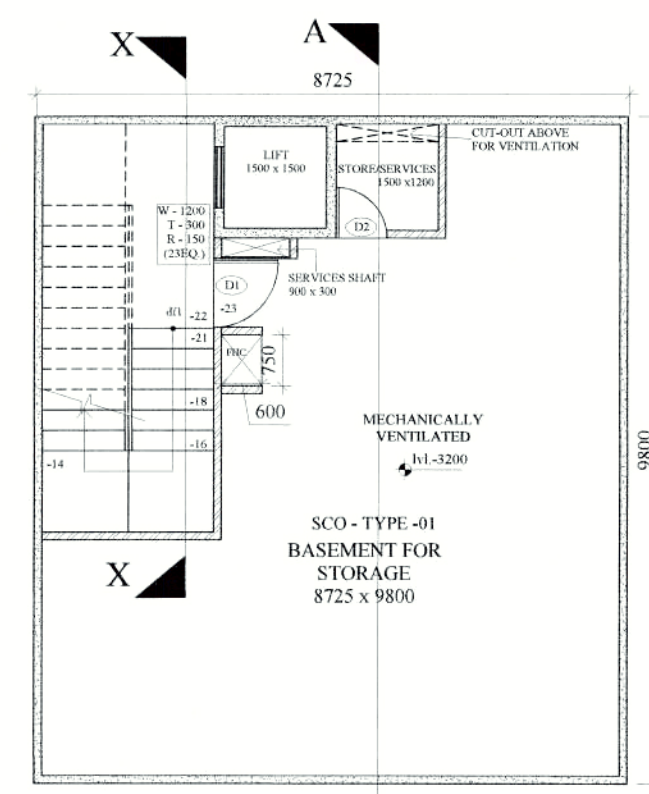 X
A
8725
CUT-OUT ABOVE
FOR VENTILATION
LIFT
1500 x 1500
STORE/SERVICES
1500 x1200
W - 1200
T - 300
R - 150
(23EQ.)
D2
SERVICES SHAFT
900 x 300
D1
-23
-22
-21
FHC
750
-18
600
-16
-14
MECHANICALLY
VENTILATED
lvl.-3200
9800
SCO - TYPE -01
BASEMENT FOR
STORAGE
8725 x 9800
X